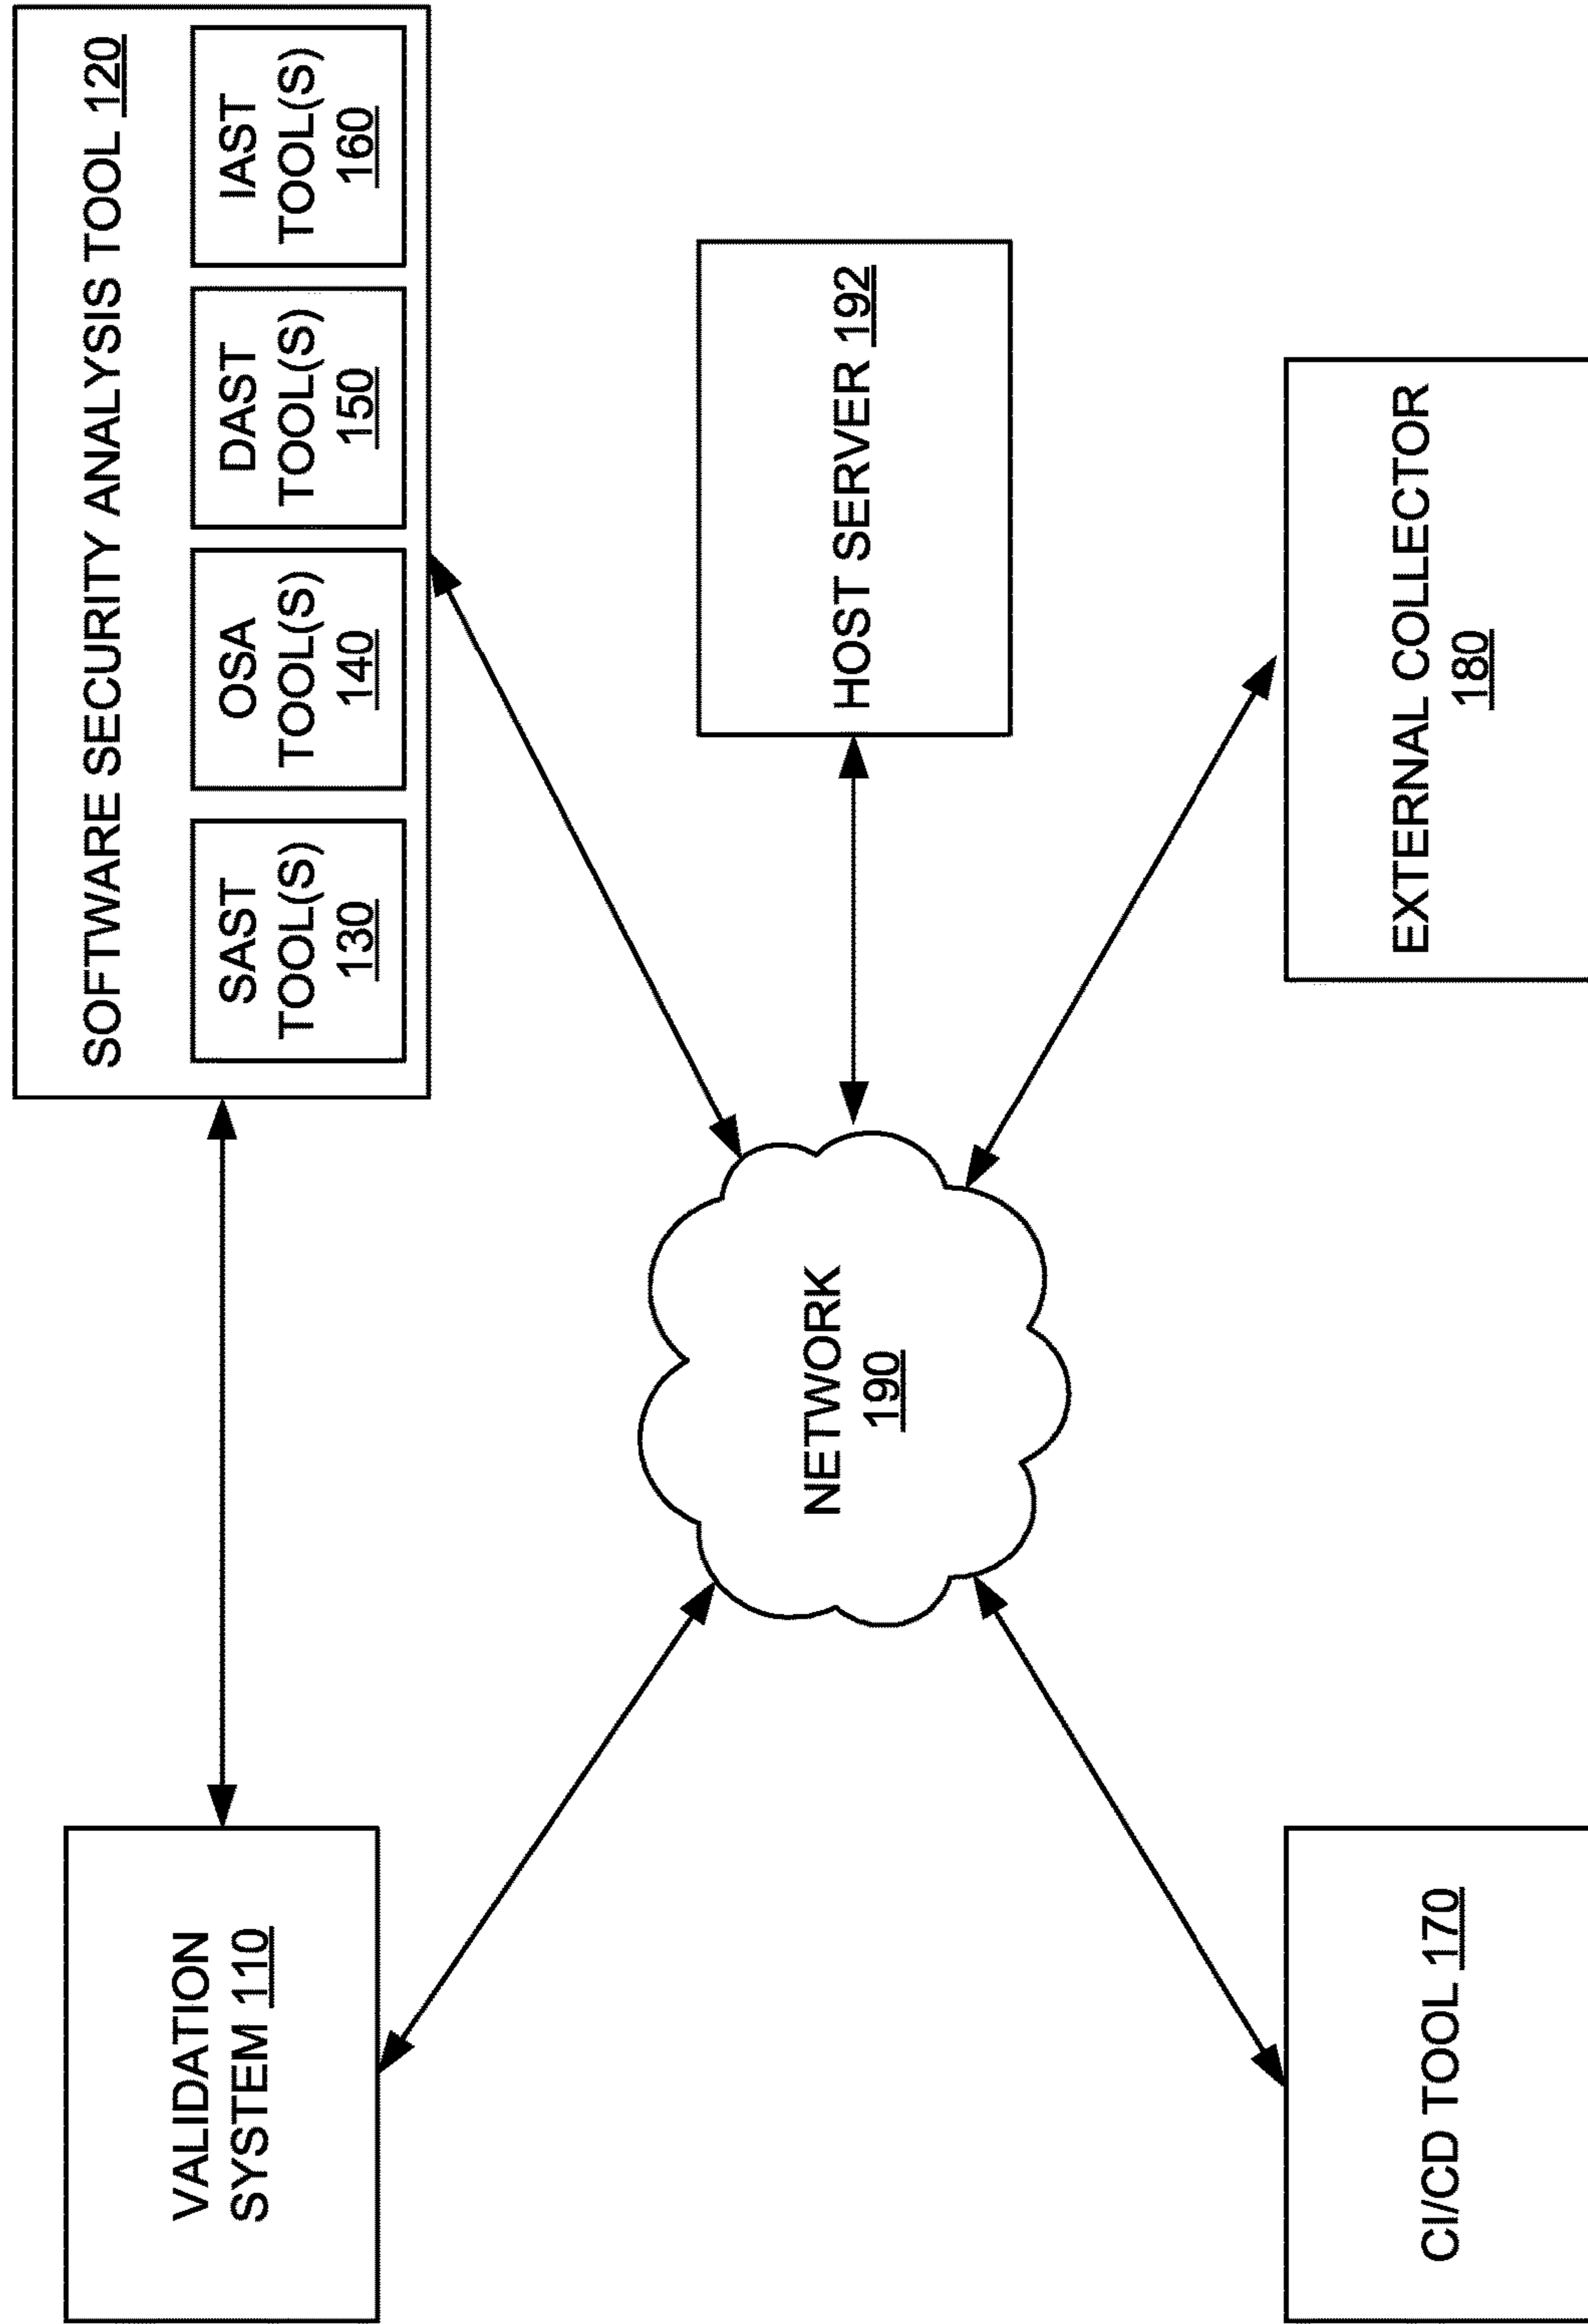 SOFTWARE SECURITY ANALYSIS TOOL 120
SAST
TOOL(S)
130
OSA
TOOL(S)
140
DAST
TOOL(S)
150
IAST
TOOL(S)
160
VALIDATION
SYSTEM 110
HOST SERVER 192
NETWORK
190
CI/CD TOOL 170
EXTERNAL COLLECTOR
180